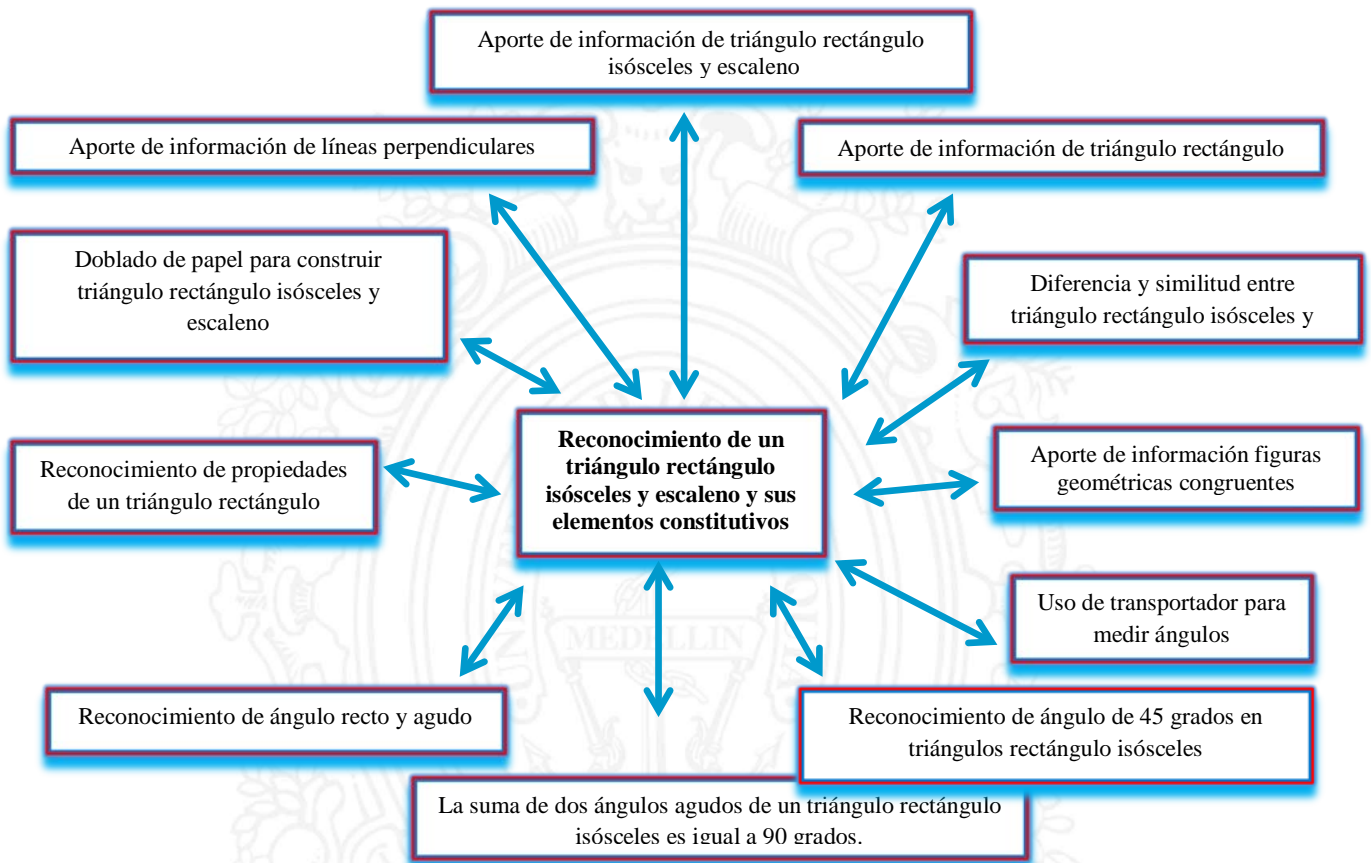 Aporte de información de triángulo rectángulo
isósceles y escaleno
Aporte de información de líneas perpendiculares
Aporte de información de triángulo rectángulo
Doblado de papel para construir
triángulo rectángulo isósceles y
escaleno
Diferencia y similitud entre
triángulo rectángulo isósceles y
Reconocimiento de un
triángulo rectángulo
isósceles y escaleno y sus
elementos constitutivos
Reconocimiento de propiedades
de un triángulo rectángulo
Aporte de información figuras
geométricas congruentes
Uso de transportador para
medir ángulos
MEDELLIN
Reconocimiento de ángulo recto y agudo
Reconocimiento de ángulo de 45 grados en
triángulos rectángulo isósceles
La suma de dos ángulos agudos de un triángulo rectángulo
isósceles es igual a 90 grados.